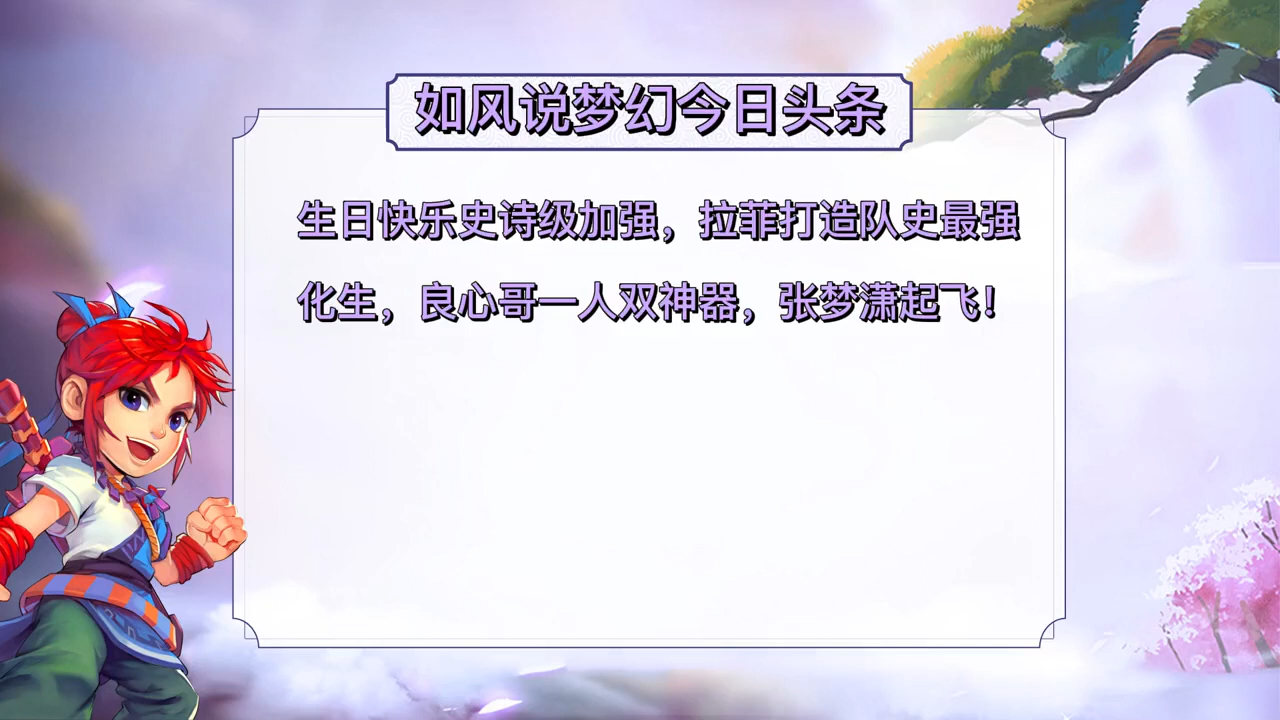 如风说梦幻今日头条
生日快乐史诗级加强，拉菲打造队史最强
化生，良心哥一人双神器，张梦潇起飞！